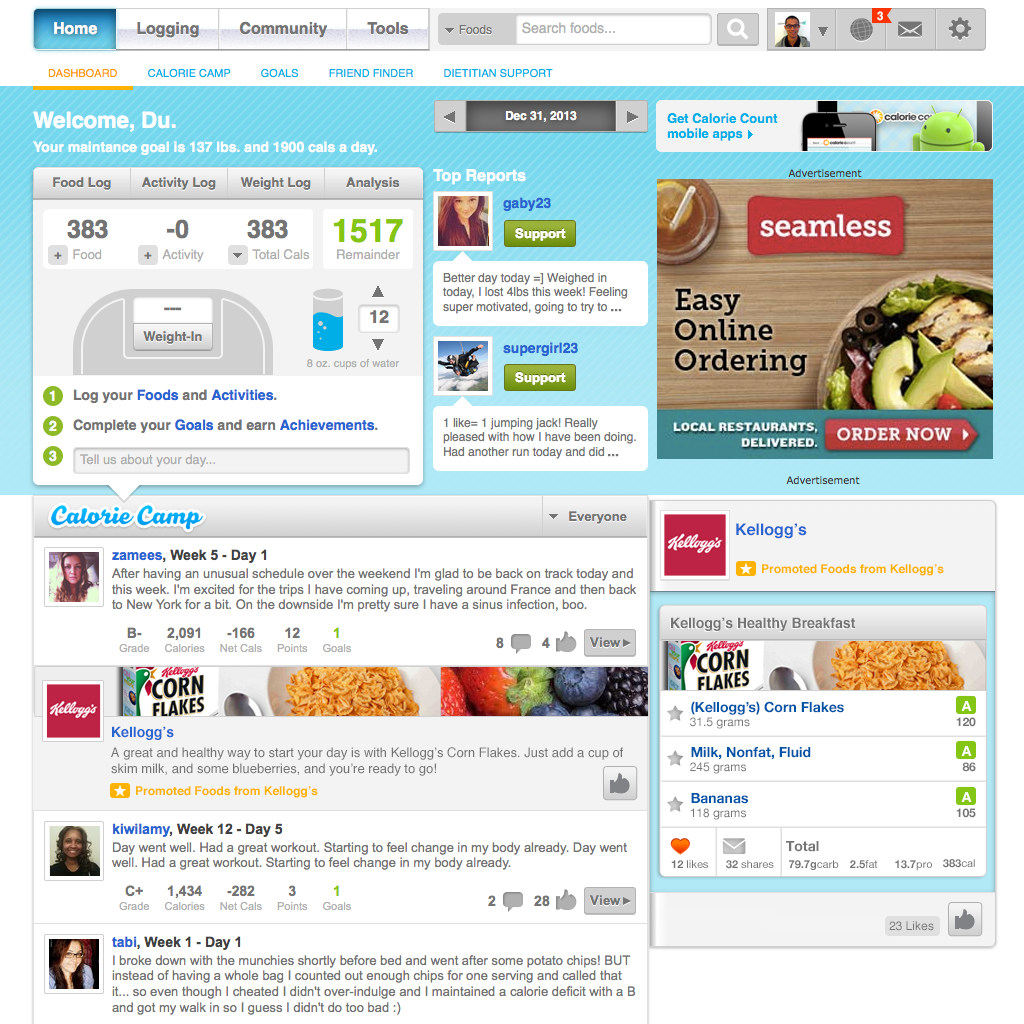 Home
Logging
Community
Tools
Foods
Search foods...
3
DASHBOARD
CALORIE CAMP
GOALS
FRIEND FINDER
DIETITIAN SUPPORT
Welcome, Du.
Your maintance goal is 137 lbs. and 1900 cals a day.
Dec 31, 2013
Get Calorie Count
mobile apps
Food Log
Activity Log
Weight Log
Analysis
383
-0
383
1517
+ Food
+ Activity
Total Cals
Remainder
---
Weight-In
12
8 oz. cups of water
1 Log your Foods and Activities.
2 Complete your Goals and earn Achievements.
3 Tell us about your day...
Top Reports
gaby23
Support
Better day today =] Weighed in
today, I lost 4lbs this week! Feeling
super motivated, going to try to ...
supergirl23
Support
1 like= 1 jumping jack! Really
pleased with how I have been doing.
Had another run today and did ...
Advertisement
seamless
Easy
Online
Ordering
LOCAL RESTAURANTS,
DELIVERED.
ORDER NOW
Advertisement
Calorie Camp
Everyone
zamees, Week 5 - Day 1
After having an unusual schedule over the weekend I'm glad to be back on track today and
this week. I'm excited for the trips I have coming up, traveling around France and then back
to New York for a bit. On the downside I'm pretty sure I have a sinus infection, boo.
B-
2,091
-166
12
1
Grade
Calories
Net Cals
Points
Goals
8
4
View
Kellogg's
CORN
FLAKES
Kellogg's
Kellogg's
A great and healthy way to start your day is with Kellogg's Corn Flakes. Just add a cup of
skim milk, and some blueberries, and you're ready to go!
Promoted Foods from Kellogg's
kiwilamy, Week 12 - Day 5
Day went well. Had a great workout. Starting to feel change in my body already. Day went
well. Had a great workout. Starting to feel change in my body already.
C+
1,434
-282
3
1
Grade
Calories
Net Cals
Points
Goals
2
28
View
tabi, Week 1 - Day 1
I broke down with the munchies shortly before bed and went after some potato chips! BUT
instead of having a whole bag I counted out enough chips for one serving and called that
it... so even though I cheated I didn't over-indulge and I maintained a calorie deficit with a B
and got my walk in so I guess I didn't do too bad :)
Kellogg's
Kellogg's
Promoted Foods from Kellogg's
Kellogg's Healthy Breakfast
Kellogg's
CORN
FLAKES
(Kellogg's) Corn Flakes
A
31.5 grams
120
Milk, Nonfat, Fluid
A
245 grams
86
Bananas
A
118 grams
105
12 likes
32 shares
Total
79.7gcarb
2.5fat
13.7pro
383cal
23 Likes